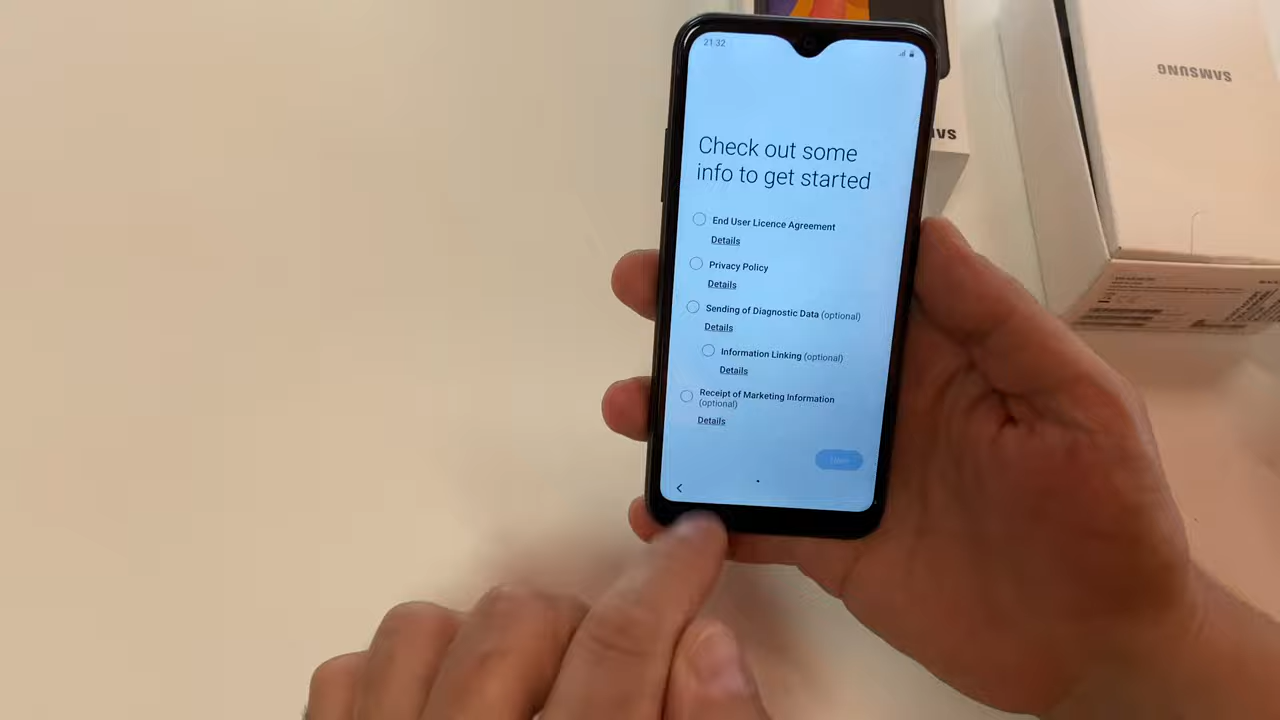 21:32
Check out some
info to get started
End User Licence Agreement
Details
Privacy Policy
Details
Sending of Diagnostic Data (optional)
Details
Information Linking (optional)
Details
Receipt of Marketing Information
(optional)
Details
Next
SAMSUNG